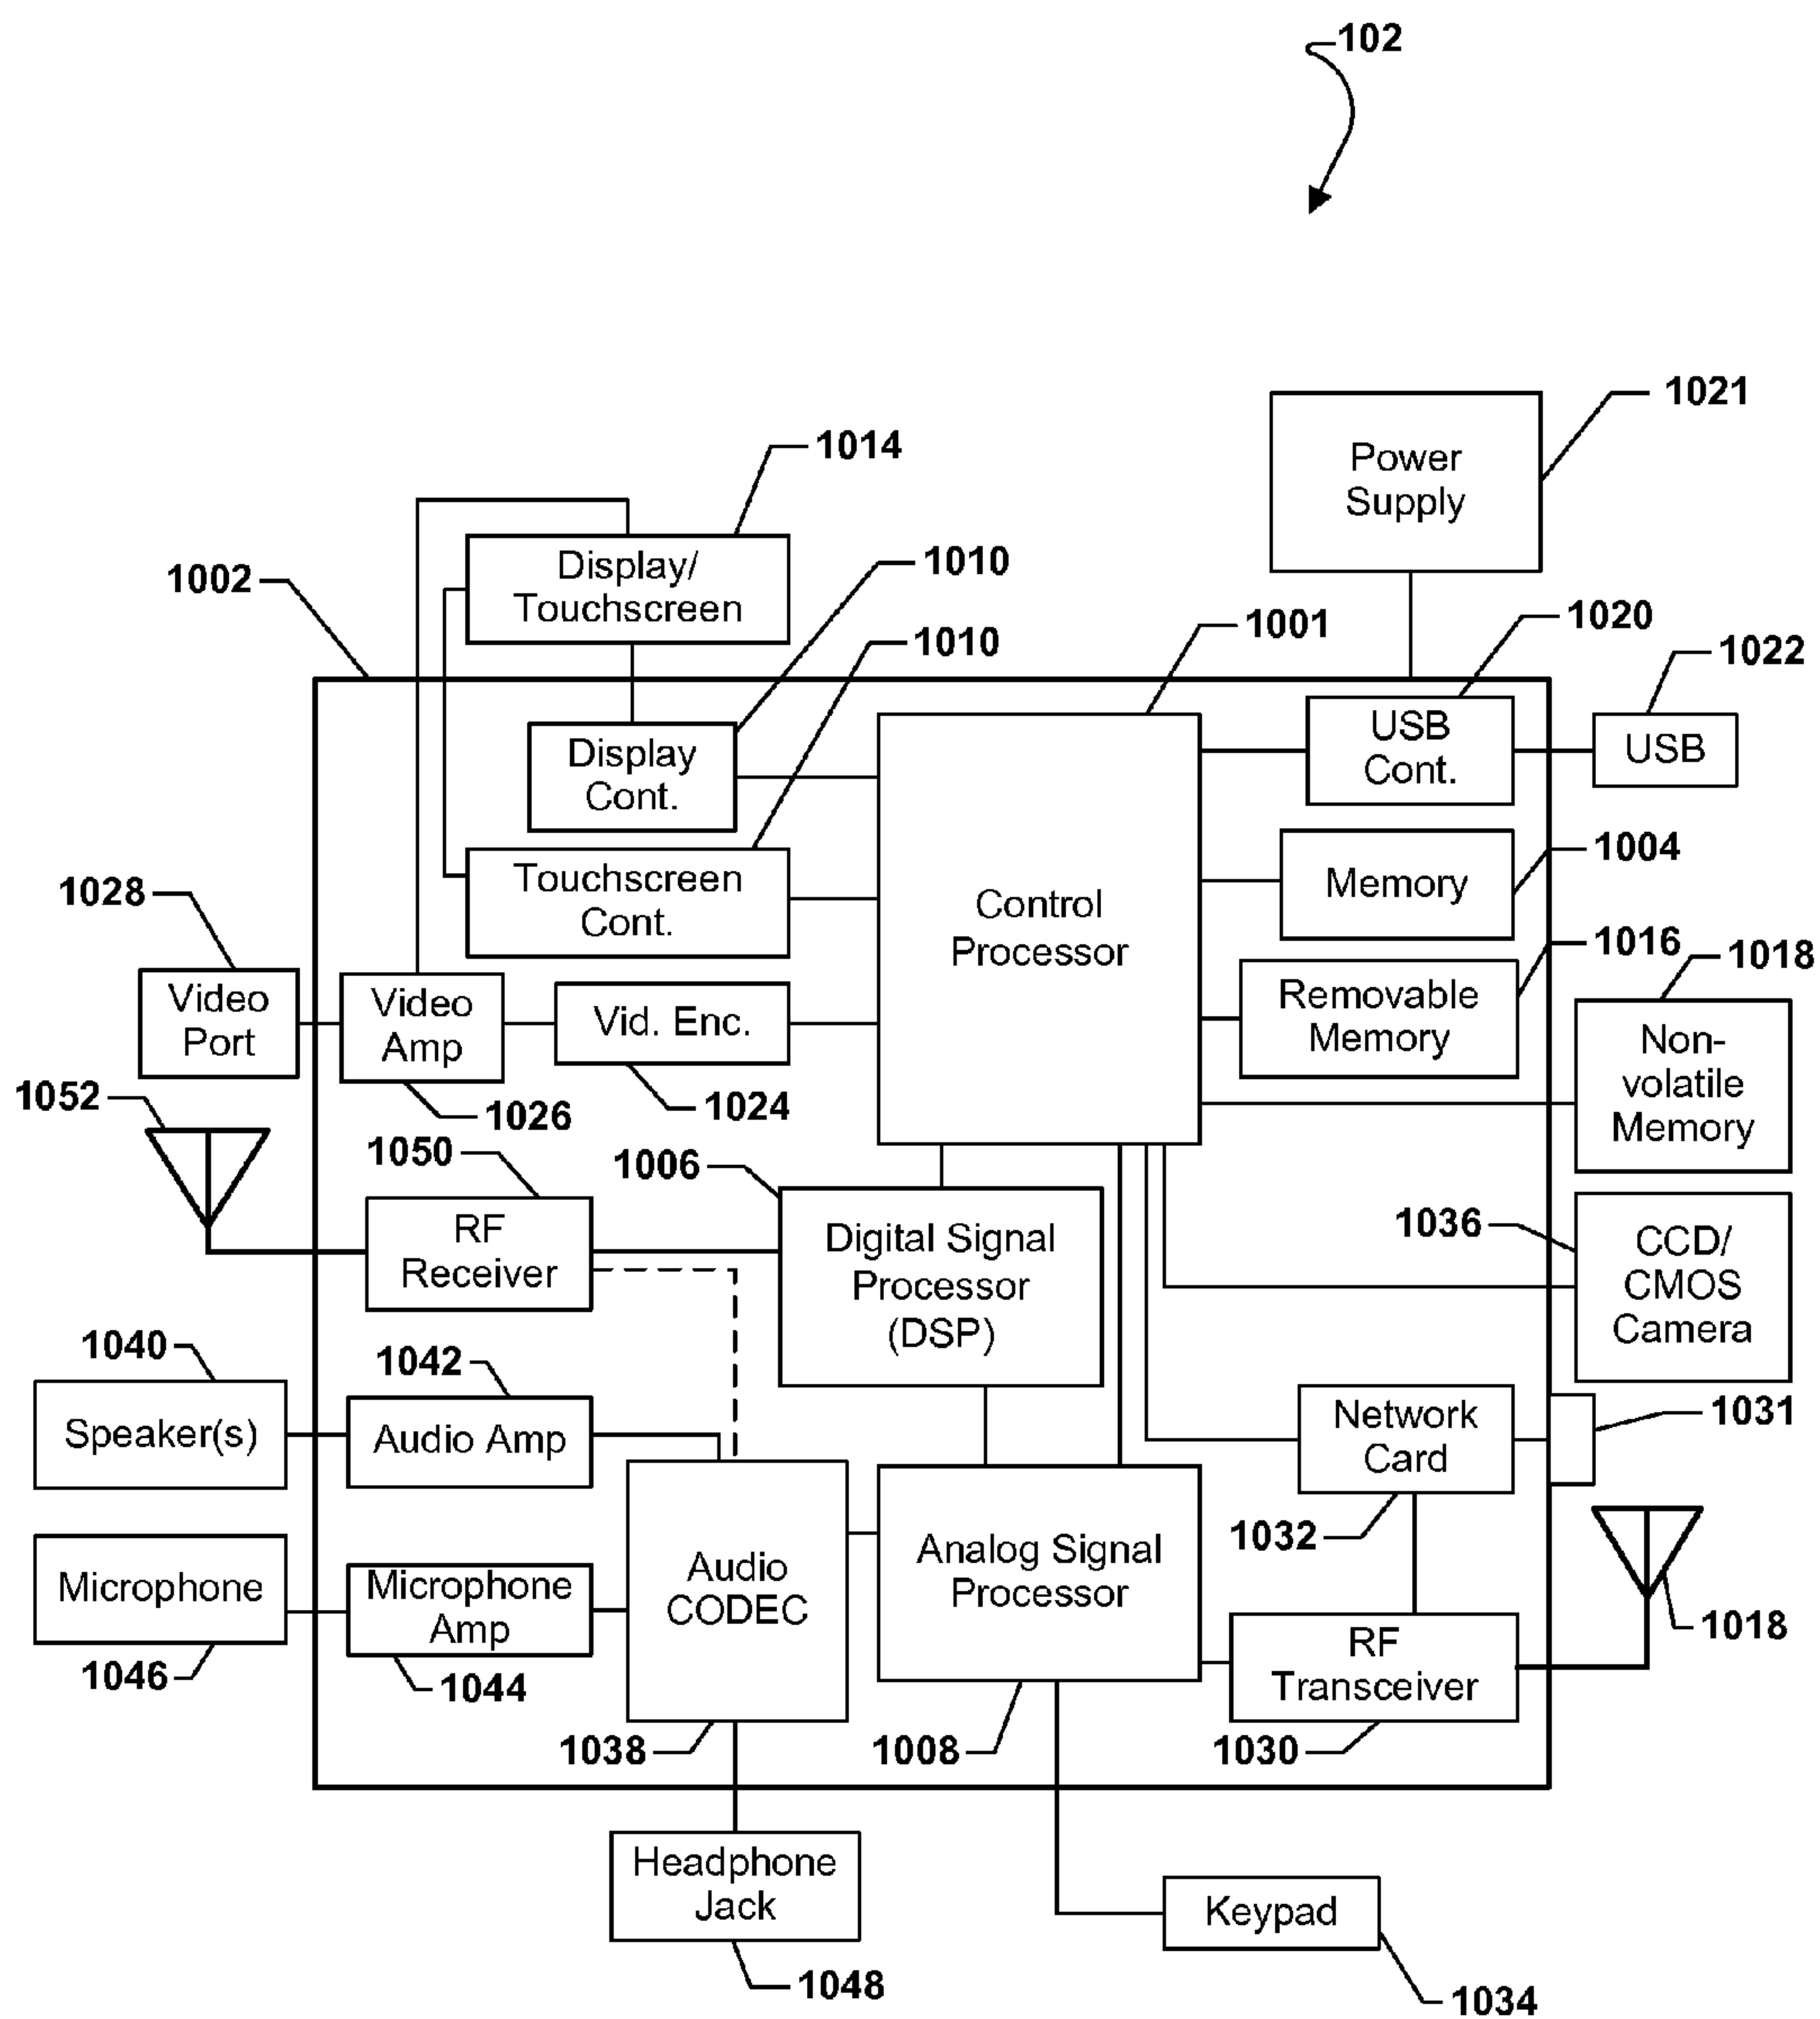 102
1021
Power
Supply
1014
Display/
Touchscreen
1010
1002
1010
1001
1020
1022
USB
Cont.
USB
Display
Cont.
1004
Memory
Touchscreen
Cont.
Control
Processor
1028
1016
1018
Video
Port
Video
Amp
Vid. Enc.
Removable
Memory
Non-
volatile
Memory
1052
1026
1024
1050
1006
RF
Receiver
Digital Signal
Processor
(DSP)
1036
CCD/
CMOS
Camera
1040
1042
Speaker(s)
Audio Amp
Network
Card
1031
1032
Microphone
Microphone
Amp
Audio
CODEC
Analog Signal
Processor
RF
Transceiver
1018
1046
1044
1038
1008
1030
Headphone
Jack
Keypad
1048
1034